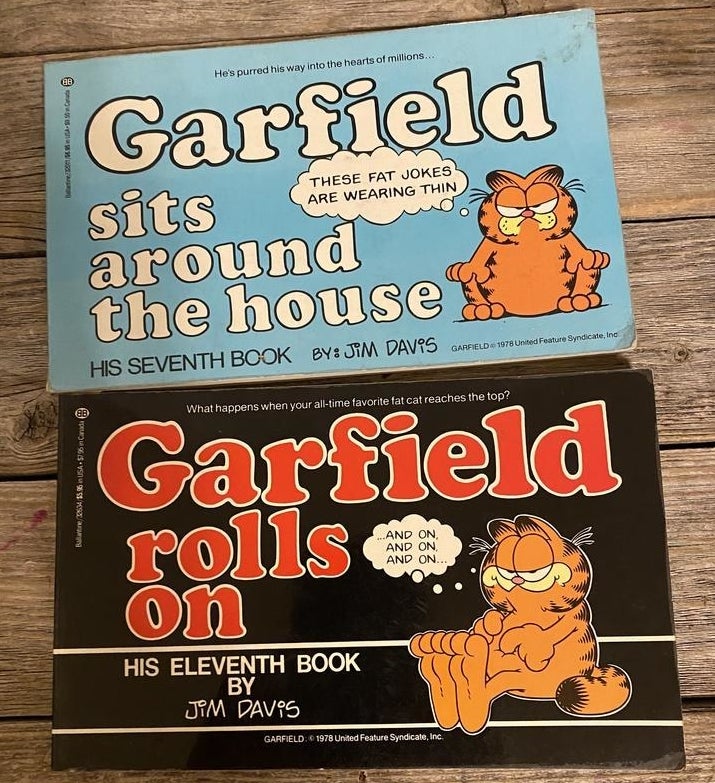 He's purred his way into the hearts of millions...
Garfield
THESE FAT JOKES
ARE WEARING THIN
sits
around
the house
HIS SEVENTH BOOK BY: JIM DAVIS GARFIELD © 1978 United Feature Syndicate, Inc.
BB
What happens when your all-time favorite fat cat reaches the top?
Garfield
rolls
on
...AND ON,
AND ON,
AND ON...
HIS ELEVENTH BOOK
BY
JIM DAVIS
GARFIELD: © 1978 United Feature Syndicate, Inc.
BB